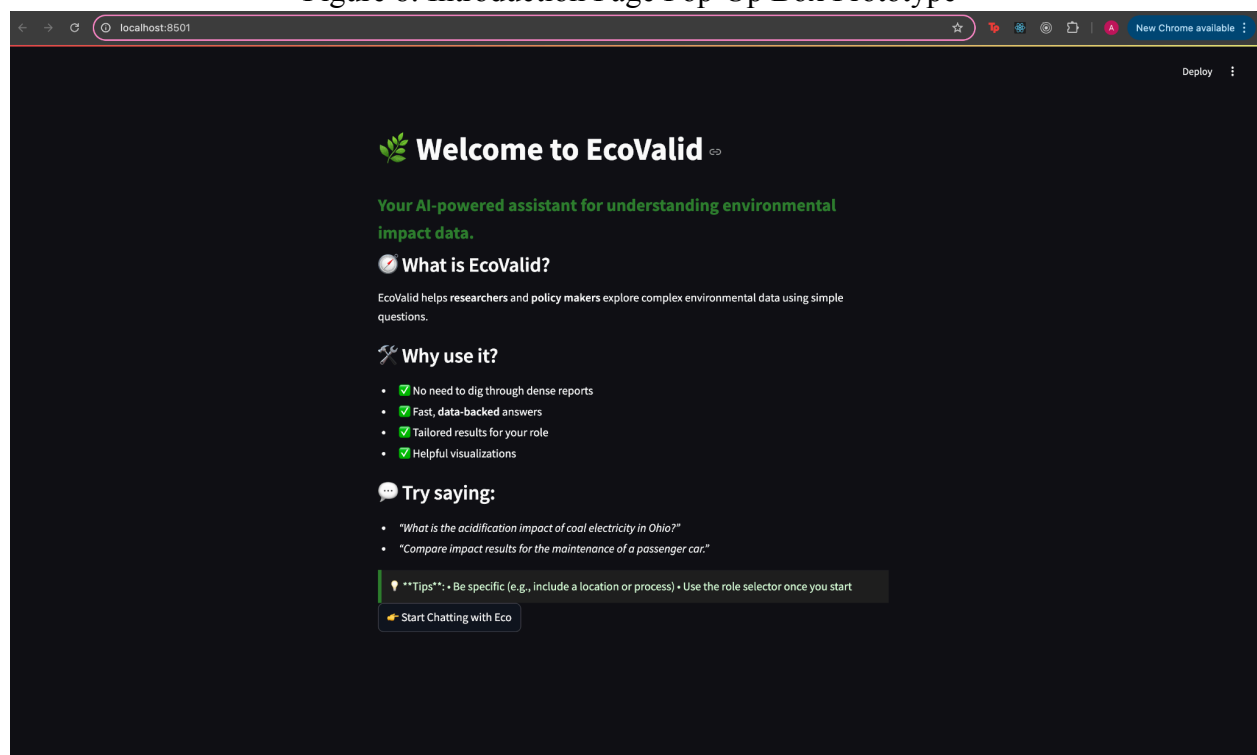 Figure 6: Introduction Page Pop-Up Box Prototype
localhost:8501
New Chrome available
Deploy
🌿 Welcome to EcoValid
Your AI-powered assistant for understanding environmental
impact data.
🧭 What is EcoValid?
EcoValid helps researchers and policy makers explore complex environmental data using simple
questions.
🛠️ Why use it?
• ✅ No need to dig through dense reports
• ✅ Fast, data-backed answers
• ✅ Tailored results for your role
• ✅ Helpful visualizations
💬 Try saying:
• “What is the acidification impact of coal electricity in Ohio?”
• “Compare impact results for the maintenance of a passenger car.”
💡 **Tips**: • Be specific (e.g., include a location or process) • Use the role selector once you start
👉 Start Chatting with Eco